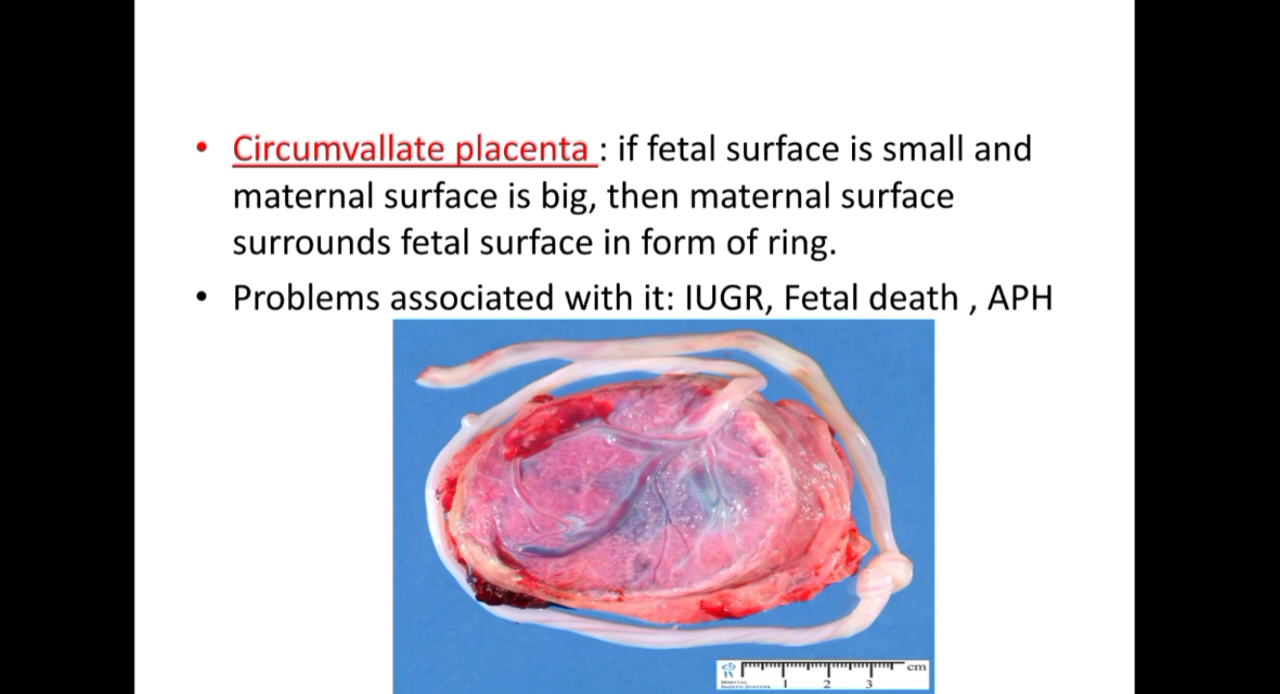 • Circumvallate placenta : if fetal surface is small and
maternal surface is big, then maternal surface
surrounds fetal surface in form of ring.
• Problems associated with it: IUGR, Fetal death , APH
cm
1 2 3